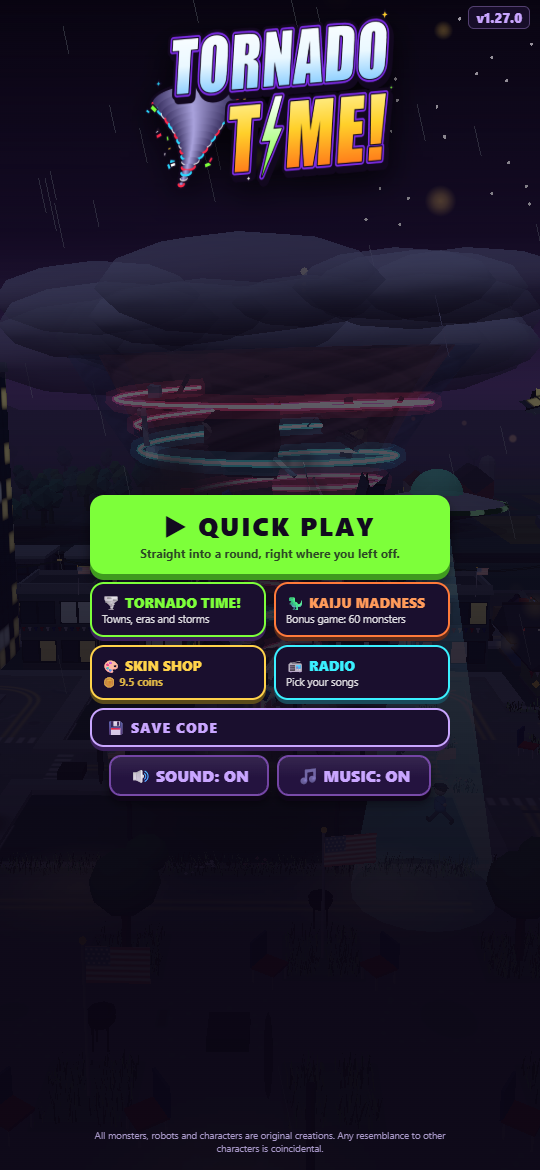 v1.27.0
TORNADO
TIME!
QUICK PLAY
Straight into a round, right where you left off.
TORNADO TIME!
Towns, eras and storms
KAIJU MADNESS
Bonus game: 60 monsters
SKIN SHOP
9.5 coins
RADIO
Pick your songs
SAVE CODE
SOUND: ON
MUSIC: ON
All monsters, robots and characters are original creations. Any resemblance to other
characters is coincidental.